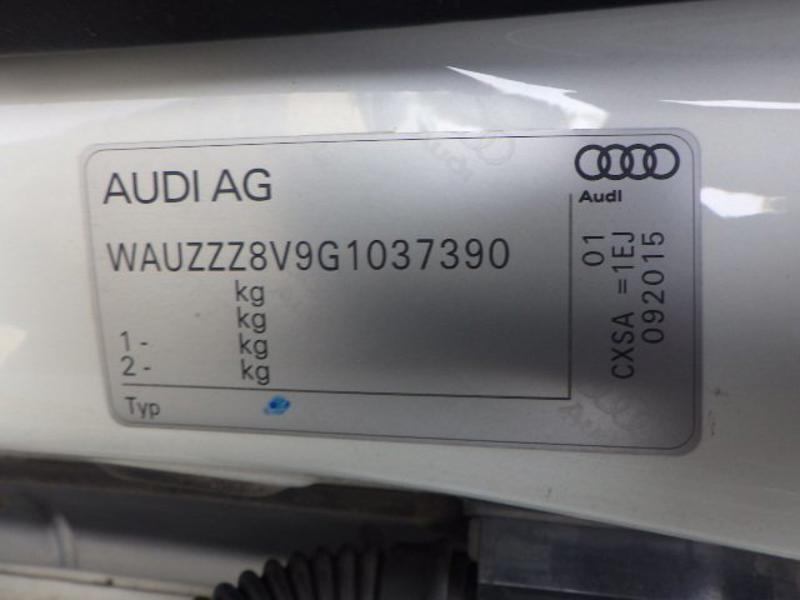 AUDI AG
Audi
WAUZZZ8V9G1037390
kg
kg
1 - kg
2 - kg
Typ
01
CXSA =1EJ
092015